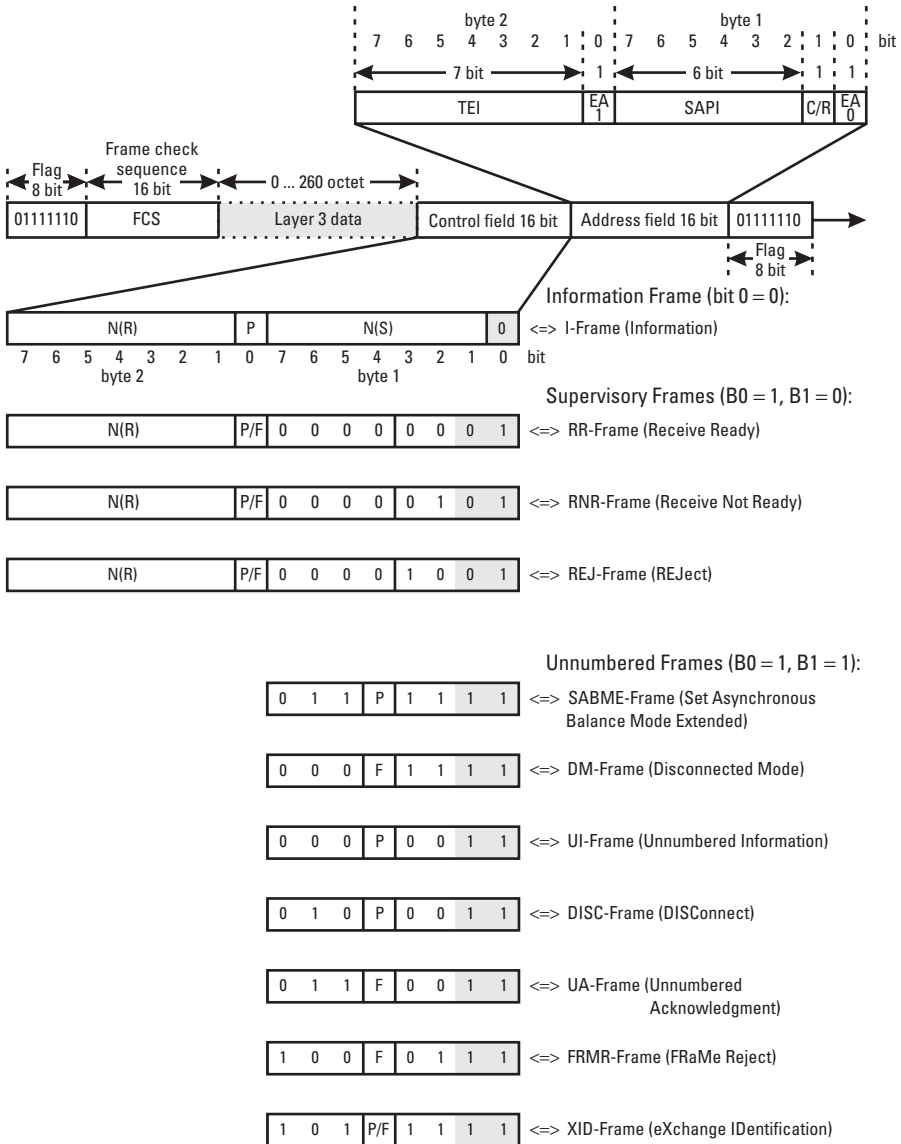 byte 2 byte 1
7 6 5 4 3 2 1 0 7 6 5 4 3 2 1 0 bit
7 bit 1 6 bit 1 1
TEI EA 1 SAPI C/R EA 0
Flag 8 bit
Frame check sequence 16 bit
0 ... 260 octet
01111110 FCS Layer 3 data Control field 16 bit Address field 16 bit 01111110
Flag 8 bit
Information Frame (bit 0 = 0):
N(R) P N(S) 0 <=> I-Frame (Information)
7 6 5 4 3 2 1 0 7 6 5 4 3 2 1 0 bit
byte 2 byte 1
Supervisory Frames (B0 = 1, B1 = 0):
N(R) P/F 0 0 0 0 0 0 0 1 <=> RR-Frame (Receive Ready)
N(R) P/F 0 0 0 0 0 1 0 1 <=> RNR-Frame (Receive Not Ready)
N(R) P/F 0 0 0 0 1 0 0 1 <=> REJ-Frame (REJect)
Unnumbered Frames (B0 = 1, B1 = 1):
0 1 1 P 1 1 1 1 <=> SABME-Frame (Set Asynchronous
Balance Mode Extended)
0 0 0 F 1 1 1 1 <=> DM-Frame (Disconnected Mode)
0 0 0 P 0 0 1 1 <=> UI-Frame (Unnumbered Information)
0 1 0 P 0 0 1 1 <=> DISC-Frame (DISConnect)
0 1 1 F 0 0 1 1 <=> UA-Frame (Unnumbered
Acknowledgment)
1 0 0 F 0 1 1 1 <=> FRMR-Frame (FRaMe Reject)
1 0 1 P/F 1 1 1 1 <=> XID-Frame (eXchange IDentification)